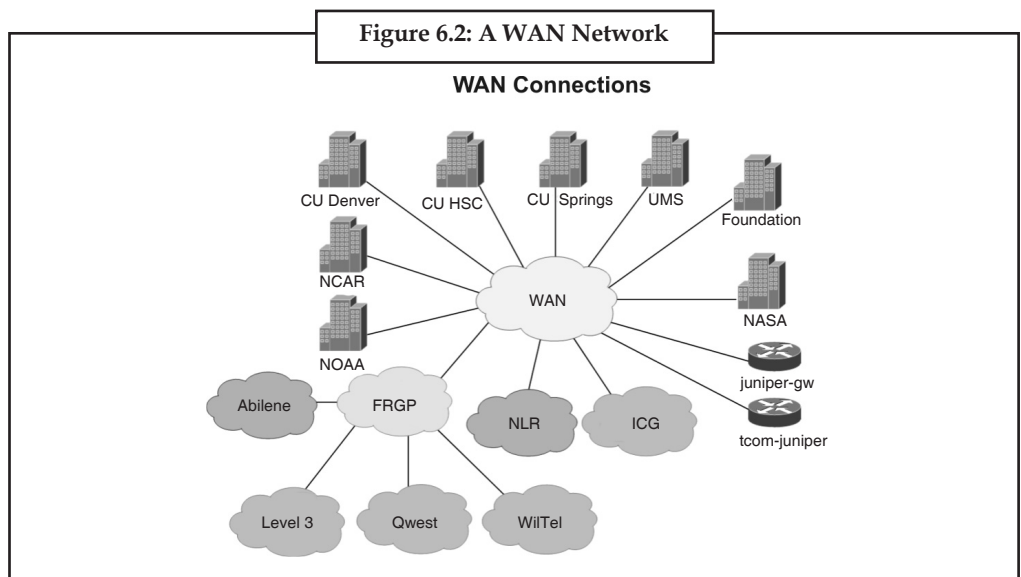 Figure 6.2: A WAN Network
WAN Connections
CU Denver
CU HSC
CU Springs
UMS
Foundation
NCAR
WAN
NASA
NOAA
juniper-gw
Abilene
FRGP
NLR
ICG
tcom-juniper
Level 3
Qwest
WilTel